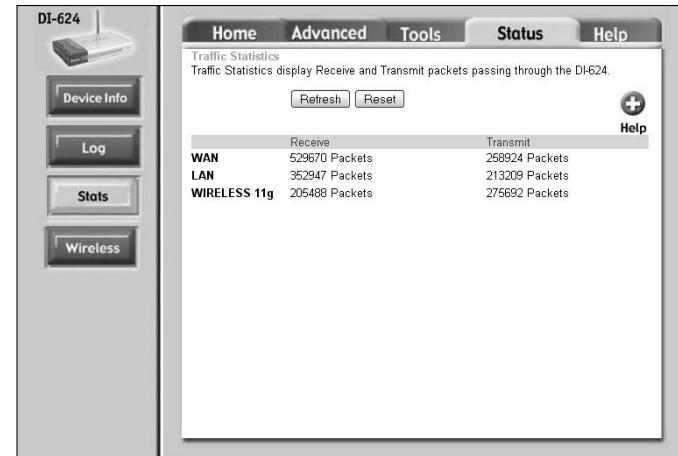 DI-624
Home Advanced Tools Status Help
Device Info
Log
Stats
Wireless
Traffic Statistics
Traffic Statistics display Receive and Transmit packets passing through the DI-624.
Refresh Reset
Help
Receive Transmit
WAN 529670 Packets 258924 Packets
LAN 352947 Packets 213209 Packets
WIRELESS 11g 205488 Packets 275692 Packets